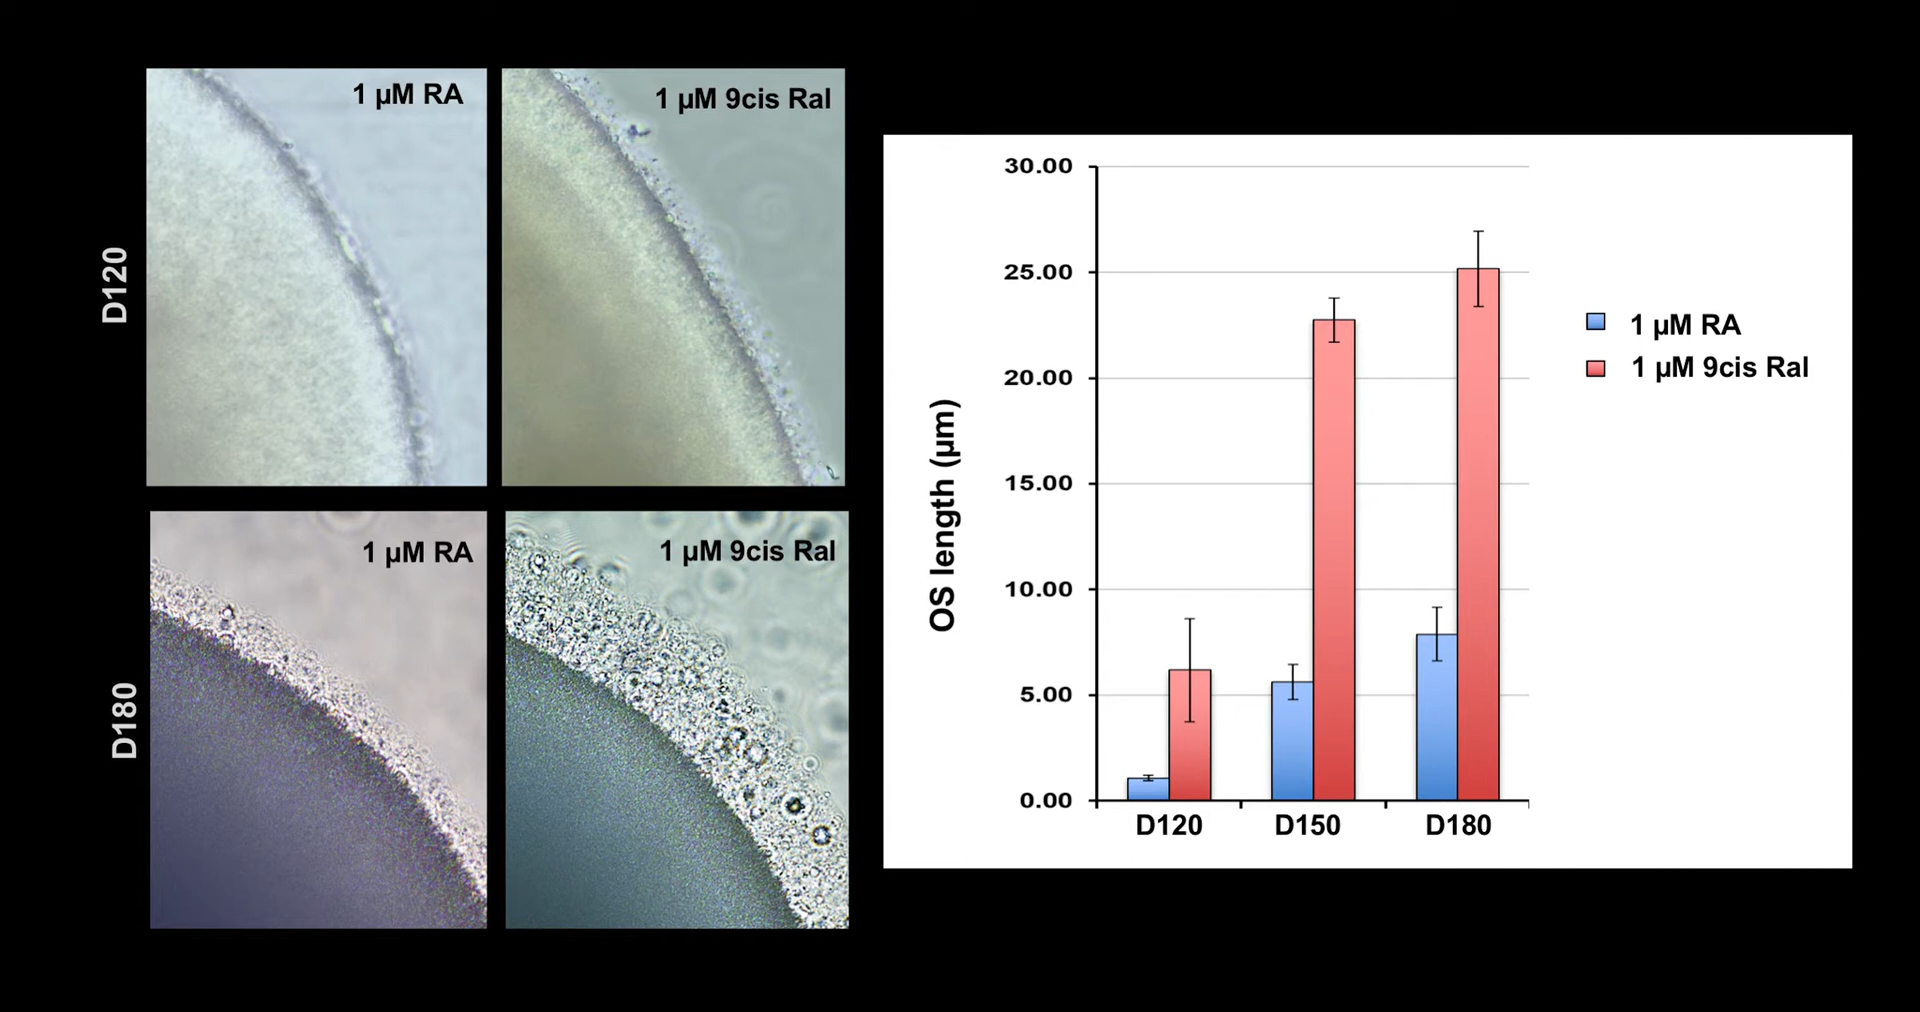 D120
1 µM RA
1 µM 9cis Ral
D180
1 µM RA
1 µM 9cis Ral
OS length (µm)
30.00
25.00
20.00
15.00
10.00
5.00
0.00
D120 D150 D180
1 µM RA
1 µM 9cis Ral